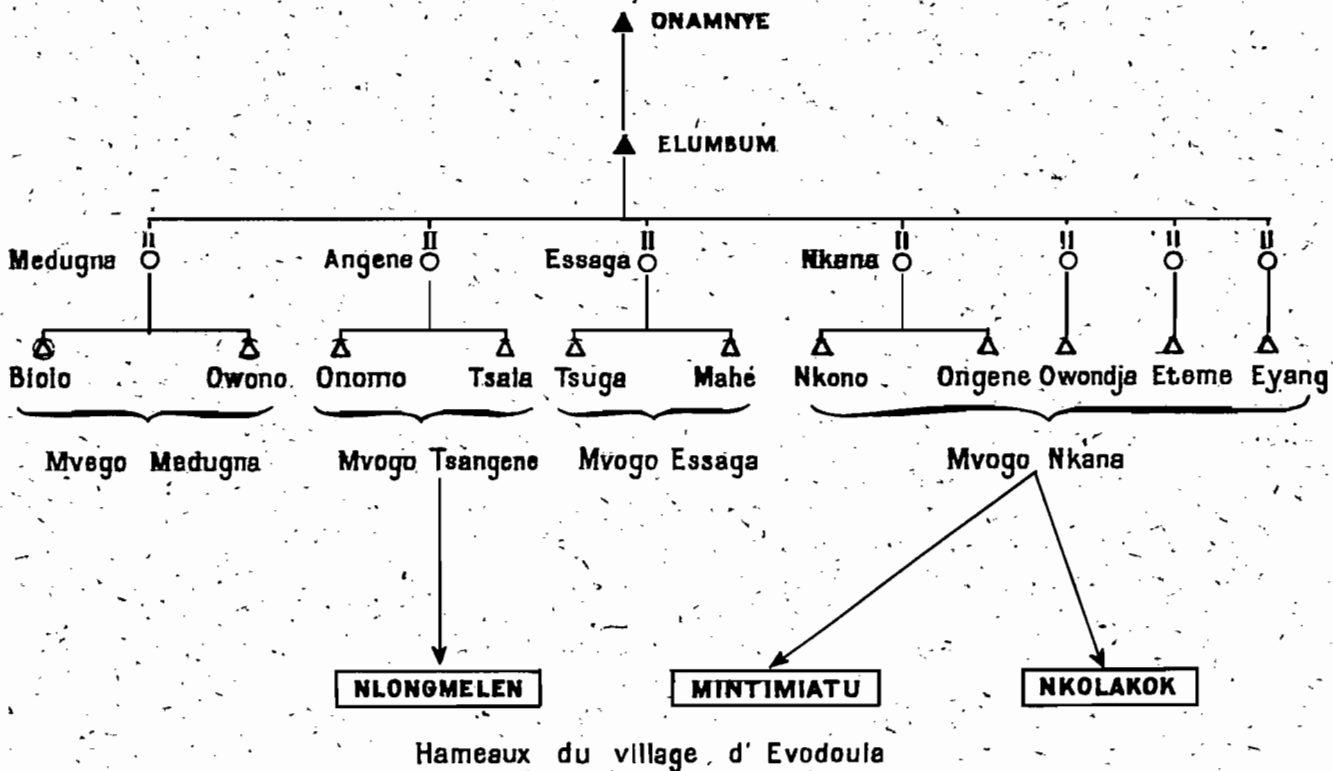 ONAMNYE
ELUMBUM
Medugna Angene Essaga Nkana
Biolo Owono Onomo Tsala Tsuga Mahé Nkono Origene Owondja Eteme Eyang
Mvego Medugna Mvogo Tsangene Mvogo Essaga Mvogo Nkana
NLONGMELEN MINTIMIATU NKOLAKOK
Hameaux du village d' Evodoula